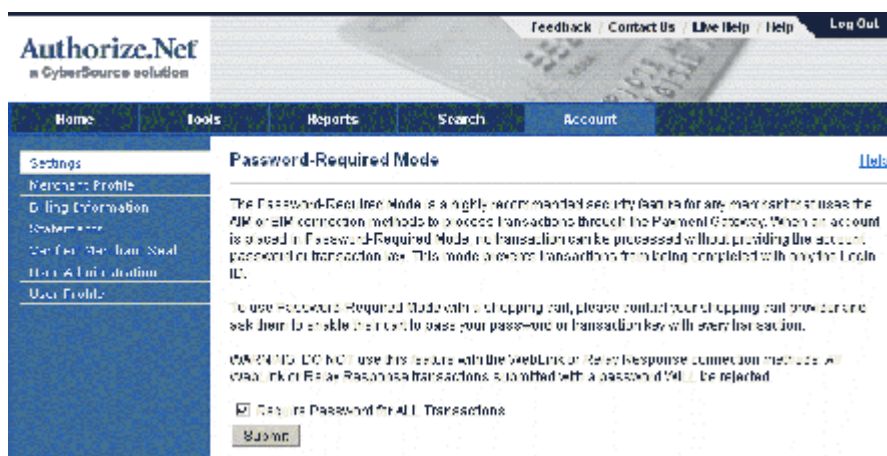 Feedback / Contact Us / Live Help / Help
Log Out
Authorize.Net
a CyberSource solution
Home Tools Reports Search Account
Settings
Merchant Profile
Billing Information
Statements
Verified Merchant Seal
User Administration
User Profile
Password-Required Mode
Help
The Password-Required Mode is a highly recommended security feature for any merchant that uses the
AIM or SIM connection methods to process transactions through the Payment Gateway. When an account
is placed in Password-Required Mode, no transaction can be processed without providing the account
password or transaction key. This mode prevents transactions from being completed with only the Login
ID.
To use Password-Required Mode with a shopping cart, please contact your shopping cart provider and
ask them to enable their cart to pass your password or transaction key with every transaction.
WARNING: DO NOT use this feature with the WebLink or Relay Response connection methods.
WebLink or Relay Response transactions submitted with a password WILL be rejected.
Require Password for ALL Transactions
Submit